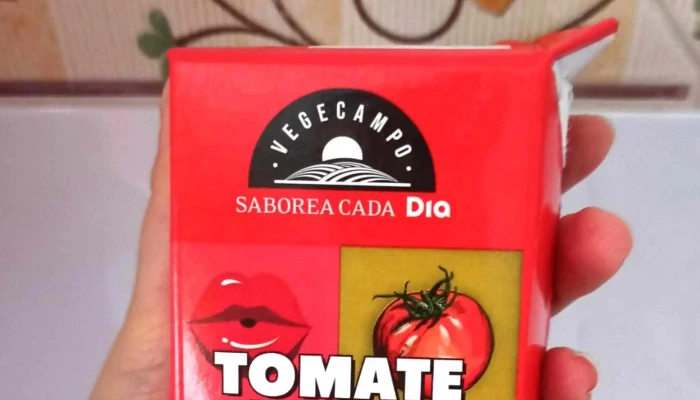 · VEGECAMPO ·
SABOREA CADA Dia
TOMATE